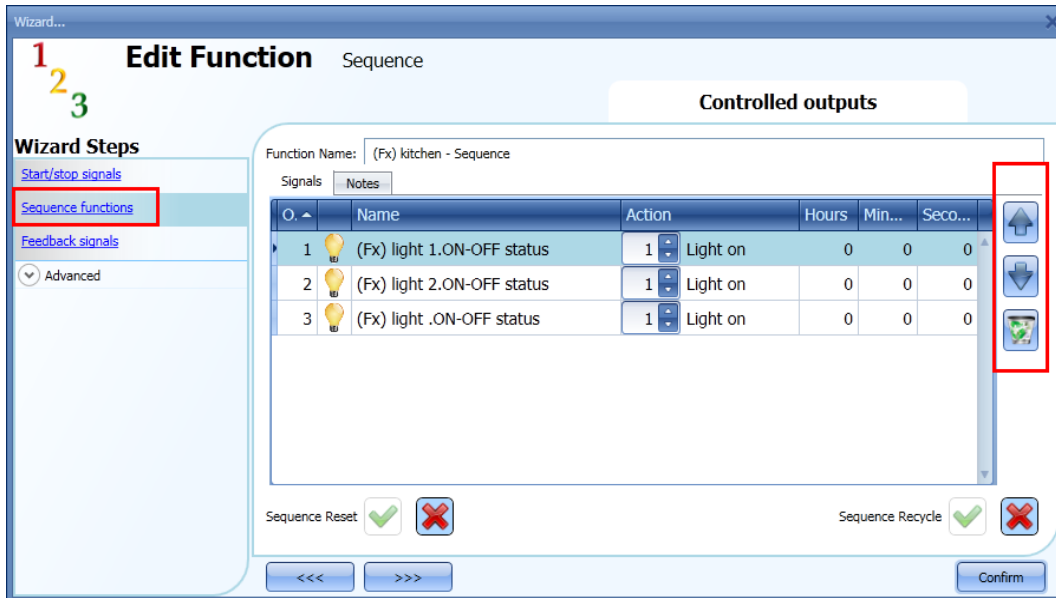 Wizard...
1 2 3
Edit Function Sequence
Controlled outputs
Wizard Steps
Start/stop signals
Sequence functions
Feedback signals
Advanced
Function Name: (Fx) kitchen - Sequence
Signals Notes
O. Name Action Hours Min... Seco...
1 (Fx) light 1.ON-OFF status 1 Light on 0 0 0
2 (Fx) light 2.ON-OFF status 1 Light on 0 0 0
3 (Fx) light .ON-OFF status 1 Light on 0 0 0
Sequence Reset Sequence Recycle
<<< >>> Confirm